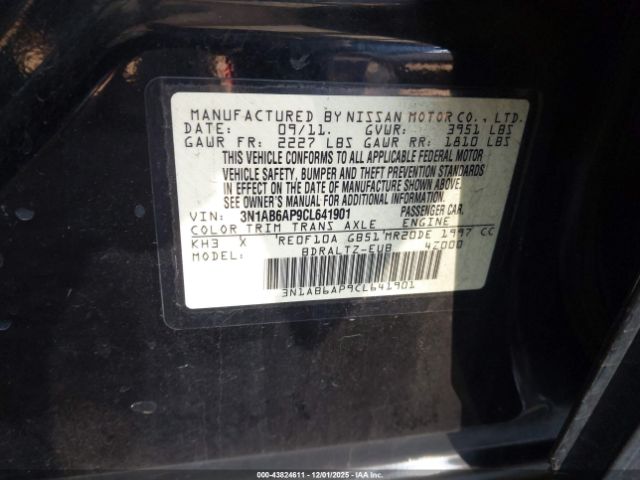 MANUFACTURED BY NISSAN MOTOR CO., LTD.
DATE: 09/11. GVWR: 3951 LBS
GAWR FR: 2227 LBS GAWR RR: 1810 LBS
THIS VEHICLE CONFORMS TO ALL APPLICABLE FEDERAL MOTOR
VEHICLE SAFETY, BUMPER AND THEFT PREVENTION STANDARDS
IN EFFECT ON THE DATE OF MANUFACTURE SHOWN ABOVE.
SEE OWNER'S MANUAL FOR ADDITIONAL INFORMATION.
VIN: 3N1AB6AP9CL641901 PASSENGER CAR.
COLOR TRIM TRANS AXLE ENGINE
KH3 X RE0F10A GB51 MR20DE 1997 CC
MODEL: BDRALTZ-EUB 4Z000
3N1AB6AP9CL641901
000-43824611 - 12/01/2025 - IAAI.COM